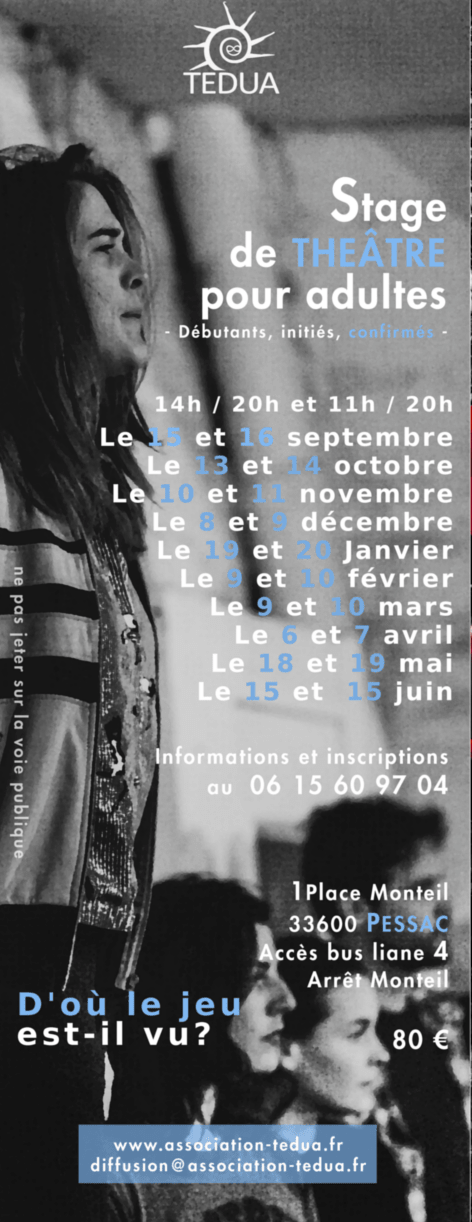 TEDUA
Stage
de THEÂTRE
pour adultes
- Débutants, initiés, confirmés -
14h / 20h et 11h / 20h
Le 15 et 16 septembre
Le 13 et 14 octobre
Le 10 et 11 novembre
Le 8 et 9 décembre
Le 19 et 20 Janvier
Le 9 et 10 février
Le 9 et 10 mars
Le 6 et 7 avril
Le 18 et 19 mai
Le 15 et 15 juin
ne pas jeter sur la voie publique
Informations et inscriptions
au 06 15 60 97 04
1Place Monteil
33600 PESSAC
Accès bus liane 4
Arrêt Monteil
D'où le jeu
est-il vu?
80 €
www.association-tedua.fr
diffusion@association-tedua.fr